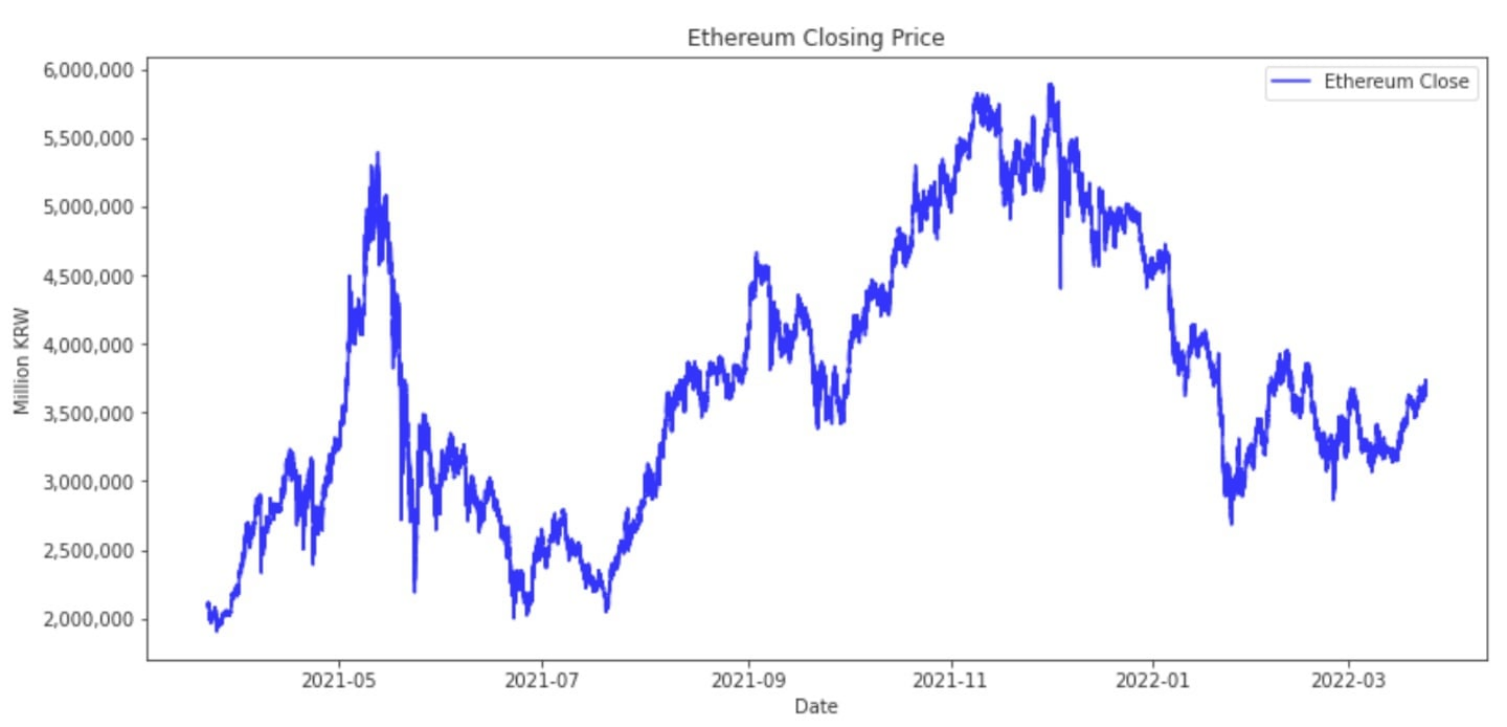 Ethereum Closing Price
Ethereum Close
Million KRW
6,000,000
5,500,000
5,000,000
4,500,000
4,000,000
3,500,000
3,000,000
2,500,000
2,000,000
2021-05 2021-07 2021-09 2021-11 2022-01 2022-03
Date